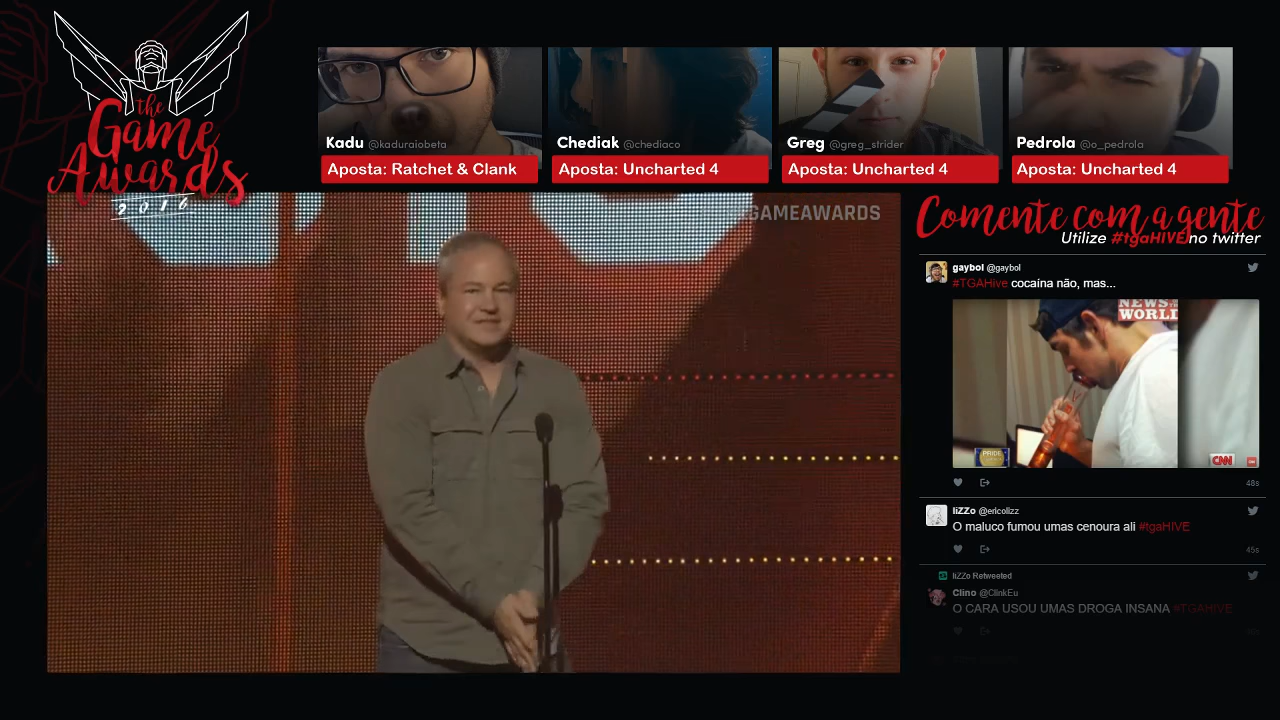 the
Game
Awards
2016
Kadu @kaduraiobeta
Aposta: Ratchet & Clank
Chediak @chediaco
Aposta: Uncharted 4
Greg @greg_strider
Aposta: Uncharted 4
Pedrola @o_pedrola
Aposta: Uncharted 4
GAMEAWARDS
Comente com a gente
Utilize #tgaHIVE no twitter
gaybol @gaybol
#TGAHive cocaína não, mas...
NEWS
WORLD
PRIDE
CNN
48s
liZZo @ericolizz
O maluco fumou umas cenoura ali #tgaHIVE
45s
liZZo Retweeted
Clino @ClinkEu
O CARA USOU UMAS DROGA INSANA #TGAHIVE